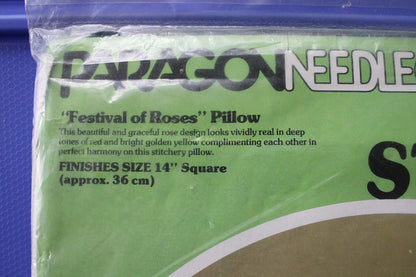 PARAGON NEEDLE
"Festival of Roses" Pillow
This beautiful and graceful rose design looks vividly real in deep
tones of red and bright golden yellow complimenting each other in
perfect harmony on this stitchery pillow.
FINISHES SIZE 14" Square
(approx. 36 cm)